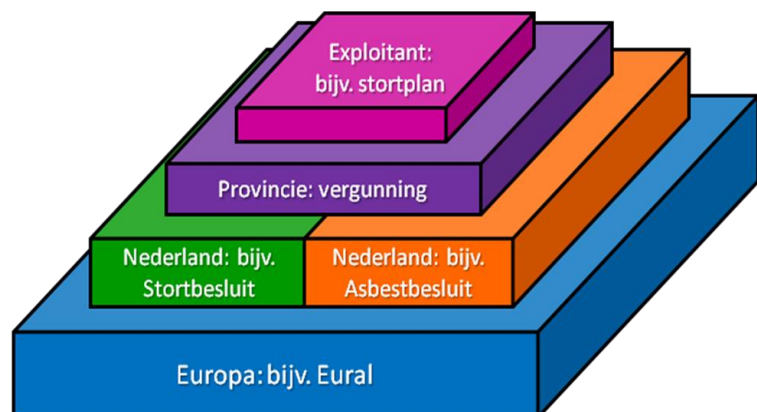 Exploitant:
bijv. stortplan
Provincie: vergunning
Nederland: bijv.
Stortbesluit
Nederland: bijv.
Asbestbesluit
Europa: bijv. Eural